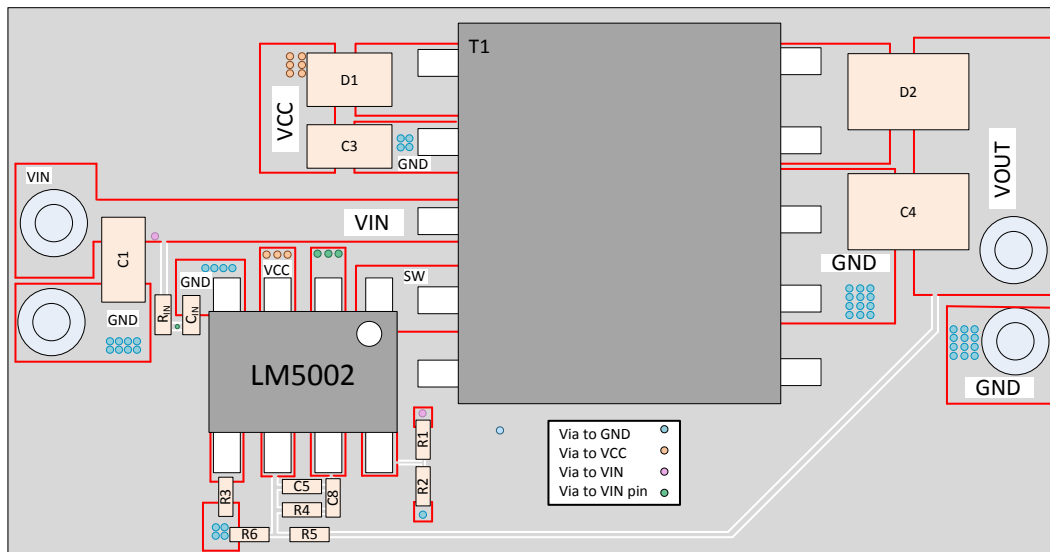 T1
D1
D2
VCC
C3
GND
VIN
C4
VOUT
VIN
C1
GND
VCC
SW
GND
GND
RIN
CIN
LM5002
GND
R1
Via to GND
Via to VCC
Via to VIN
Via to VIN pin
R2
R3
C5
C8
R4
R6
R5